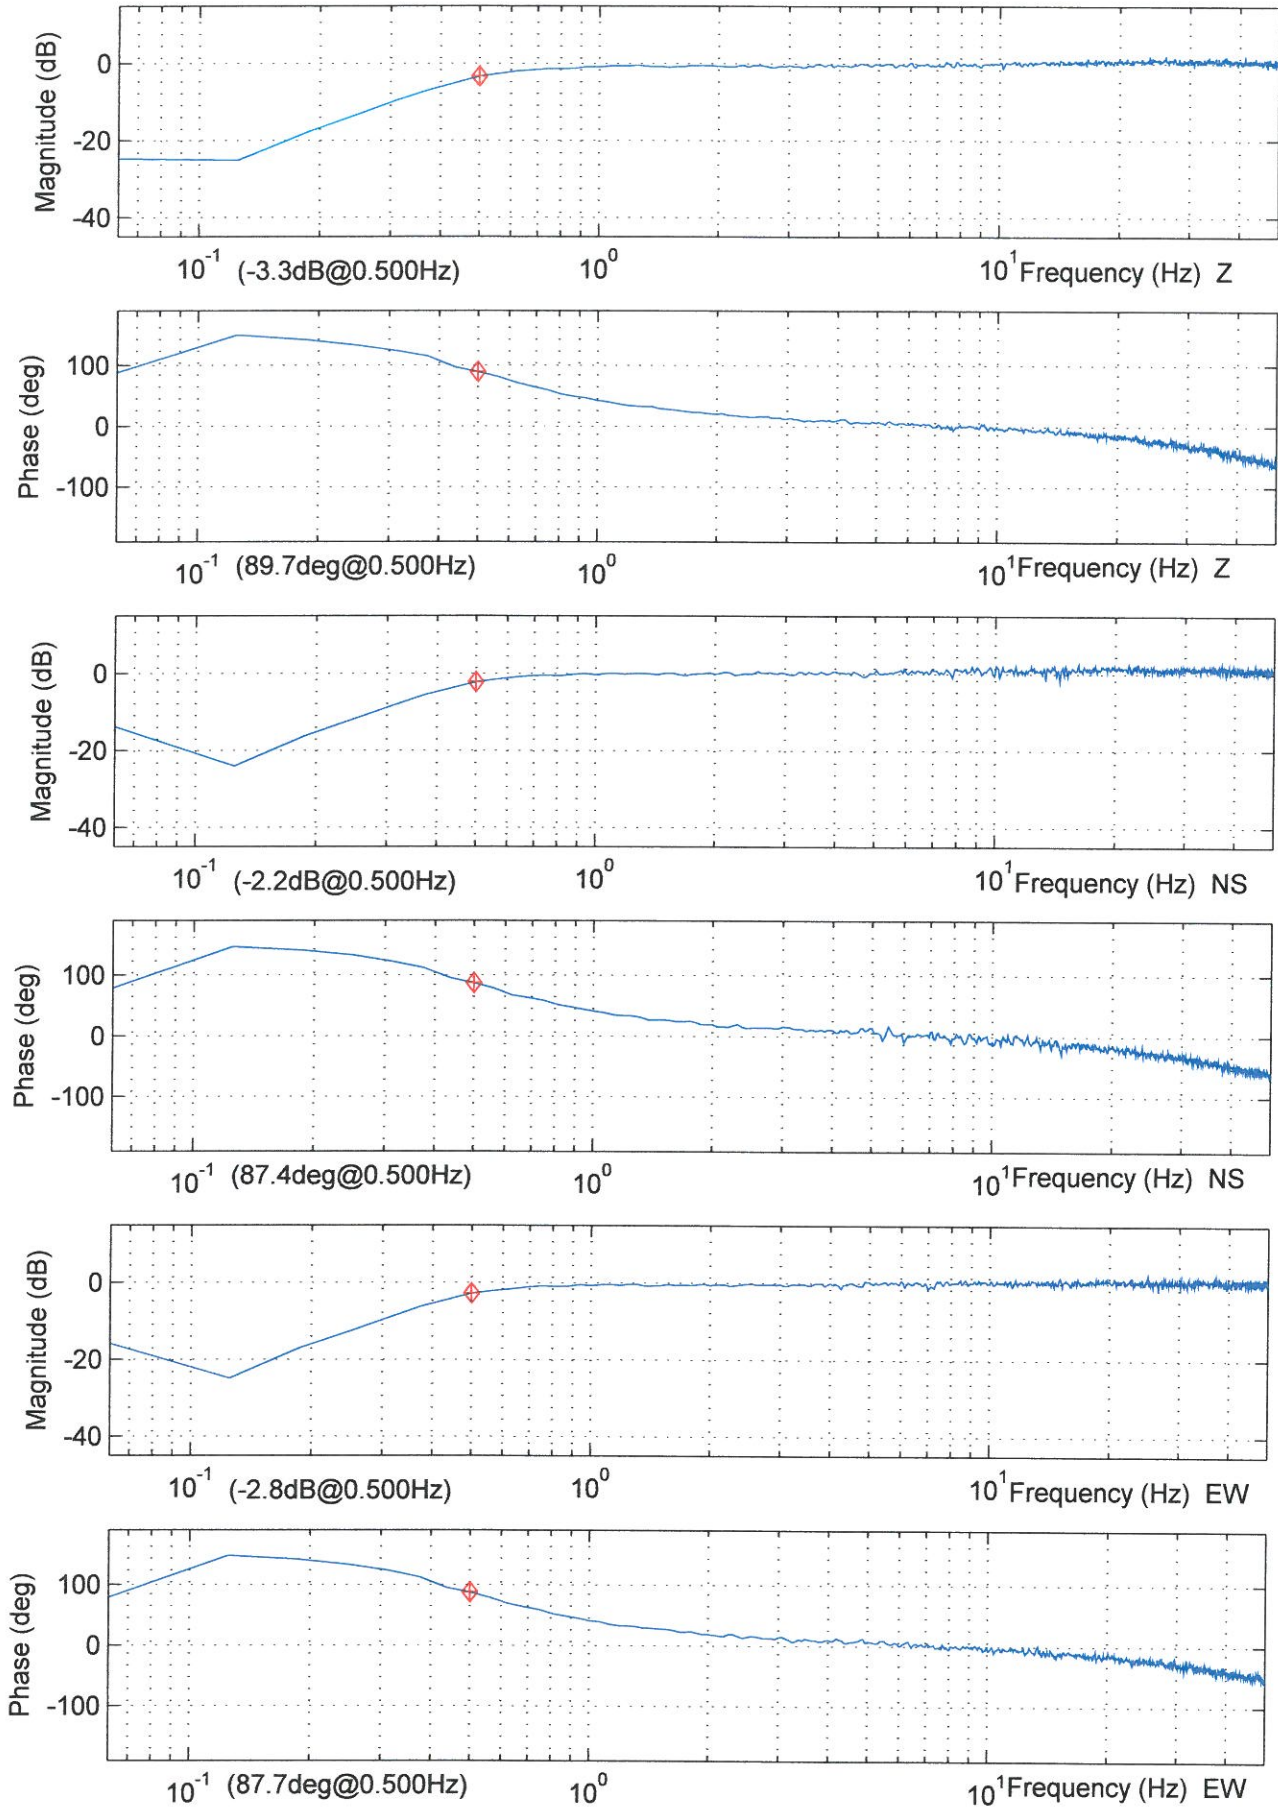 Magnitude (dB)
0
-20
-40
10^-1 (-3.3dB@0.500Hz) 10^0 10^1 Frequency (Hz) Z
Phase (deg)
100
0
-100
10^-1 (89.7deg@0.500Hz) 10^0 10^1 Frequency (Hz) Z
Magnitude (dB)
0
-20
-40
10^-1 (-2.2dB@0.500Hz) 10^0 10^1 Frequency (Hz) NS
Phase (deg)
100
0
-100
10^-1 (87.4deg@0.500Hz) 10^0 10^1 Frequency (Hz) NS
Magnitude (dB)
0
-20
-40
10^-1 (-2.8dB@0.500Hz) 10^0 10^1 Frequency (Hz) EW
Phase (deg)
100
0
-100
10^-1 (87.7deg@0.500Hz) 10^0 10^1 Frequency (Hz) EW